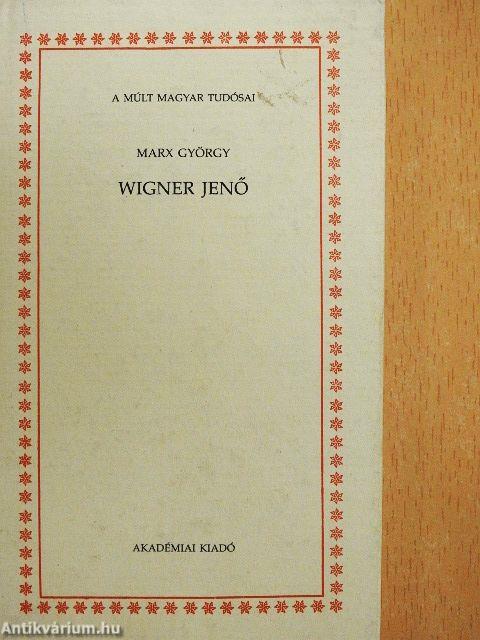 A MÚLT MAGYAR TUDÓSAI
MARX GYÖRGY
WIGNER JENŐ
AKADÉMIAI KIADÓ
Antikvárium.hu